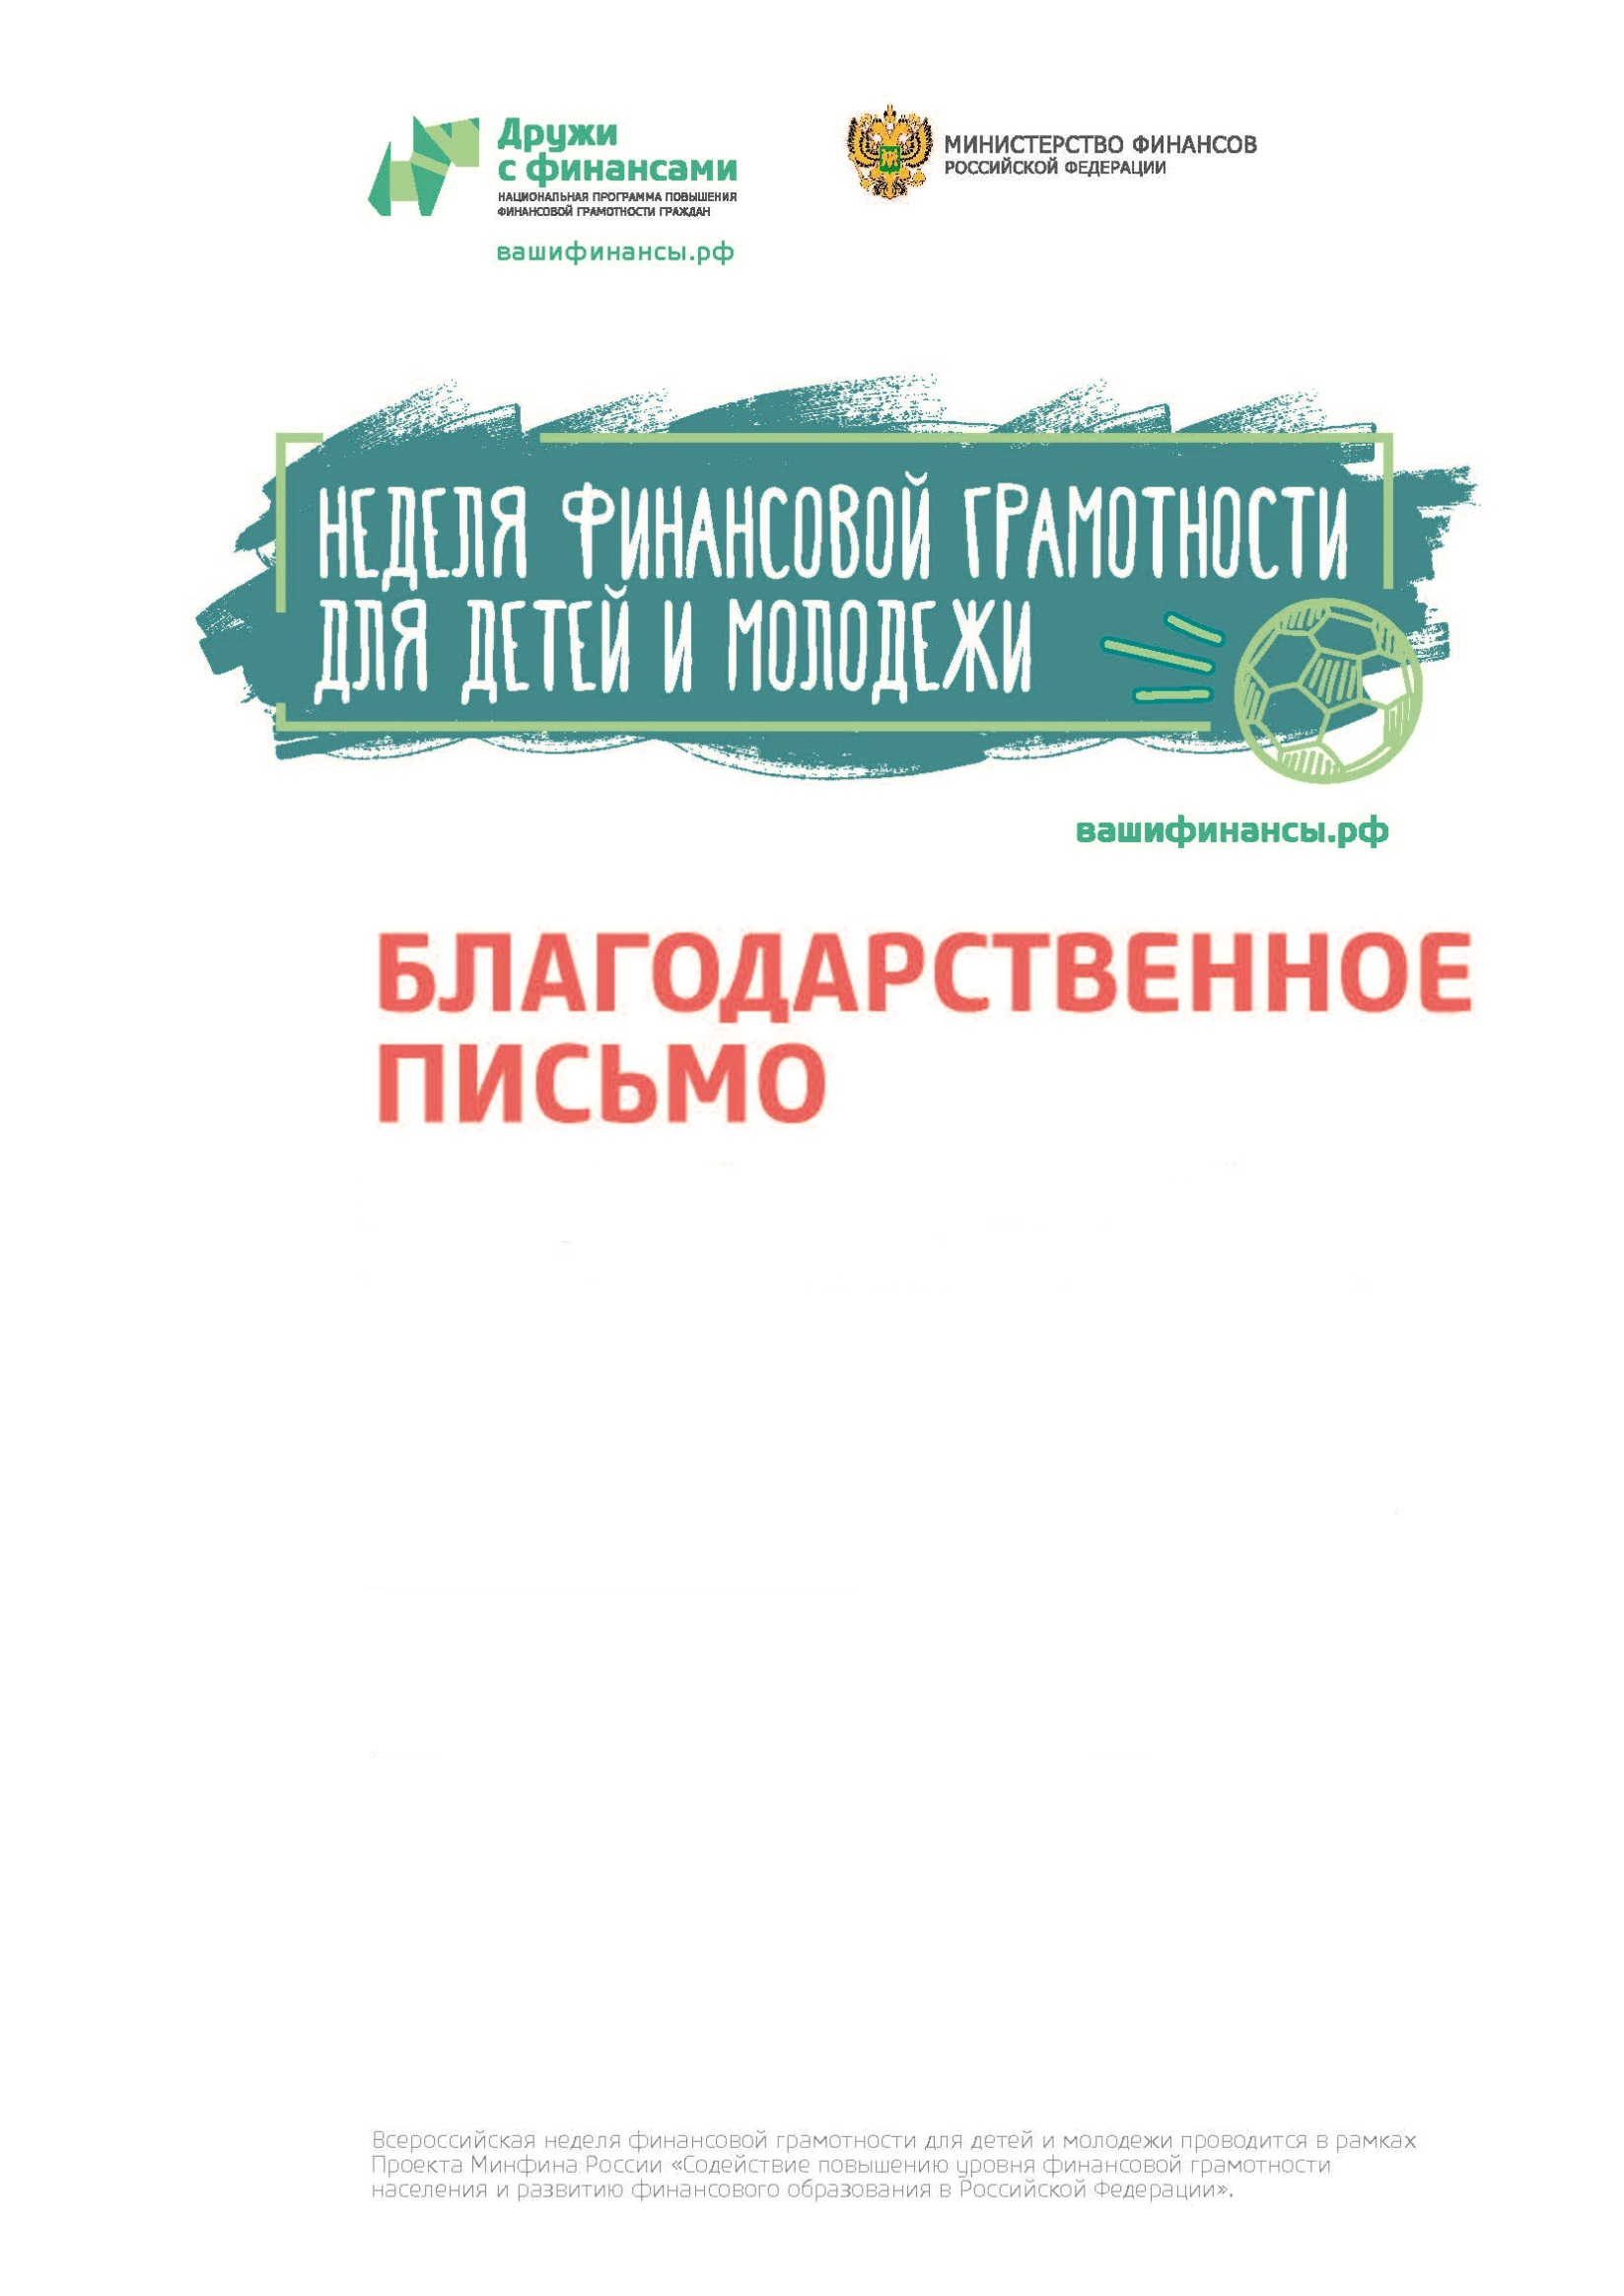 Дружи
с финансами
НАЦИОНАЛЬНАЯ ПРОГРАММА ПОВЫШЕНИЯ
ФИНАНСОВОЙ ГРАМОТНОСТИ ГРАЖДАН
вашифинансы.рф
МИНИСТЕРСТВО ФИНАНСОВ
РОССИЙСКОЙ ФЕДЕРАЦИИ
НЕДЕЛЯ ФИНАНСОВОЙ ГРАМОТНОСТИ
ДЛЯ ДЕТЕЙ И МОЛОДЕЖИ
вашифинансы.рф
БЛАГОДАРСТВЕННОЕ
ПИСЬМО
Всероссийская неделя финансовой грамотности для детей и молодежи проводится в рамках
Проекта Минфина России «Содействие повышению уровня финансовой грамотности
населения и развитию финансового образования в Российской Федерации».